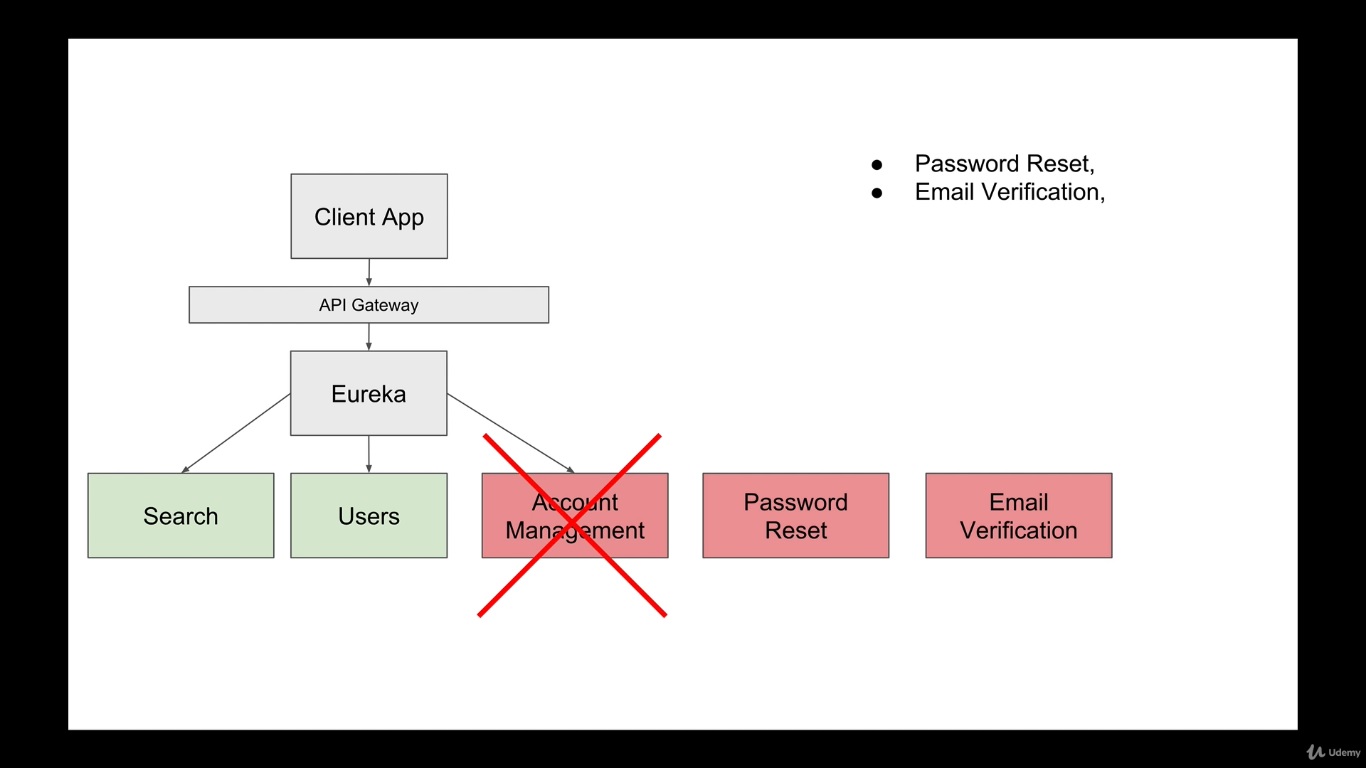 Password Reset,
Email Verification,
Client App
API Gateway
Eureka
Search
Users
Account
Management
Password
Reset
Email
Verification
Udemy